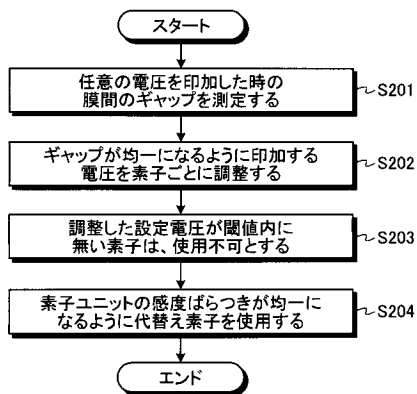 スタート
任意の電圧を印加した時の
膜間のギャップを測定する
S201
ギャップが均一になるように印加する
電圧を素子ごとに調整する
S202
調整した設定電圧が閾値内に
無い素子は、使用不可とする
S203
素子ユニットの感度ばらつきが均一に
なるように代替え素子を使用する
S204
エンド